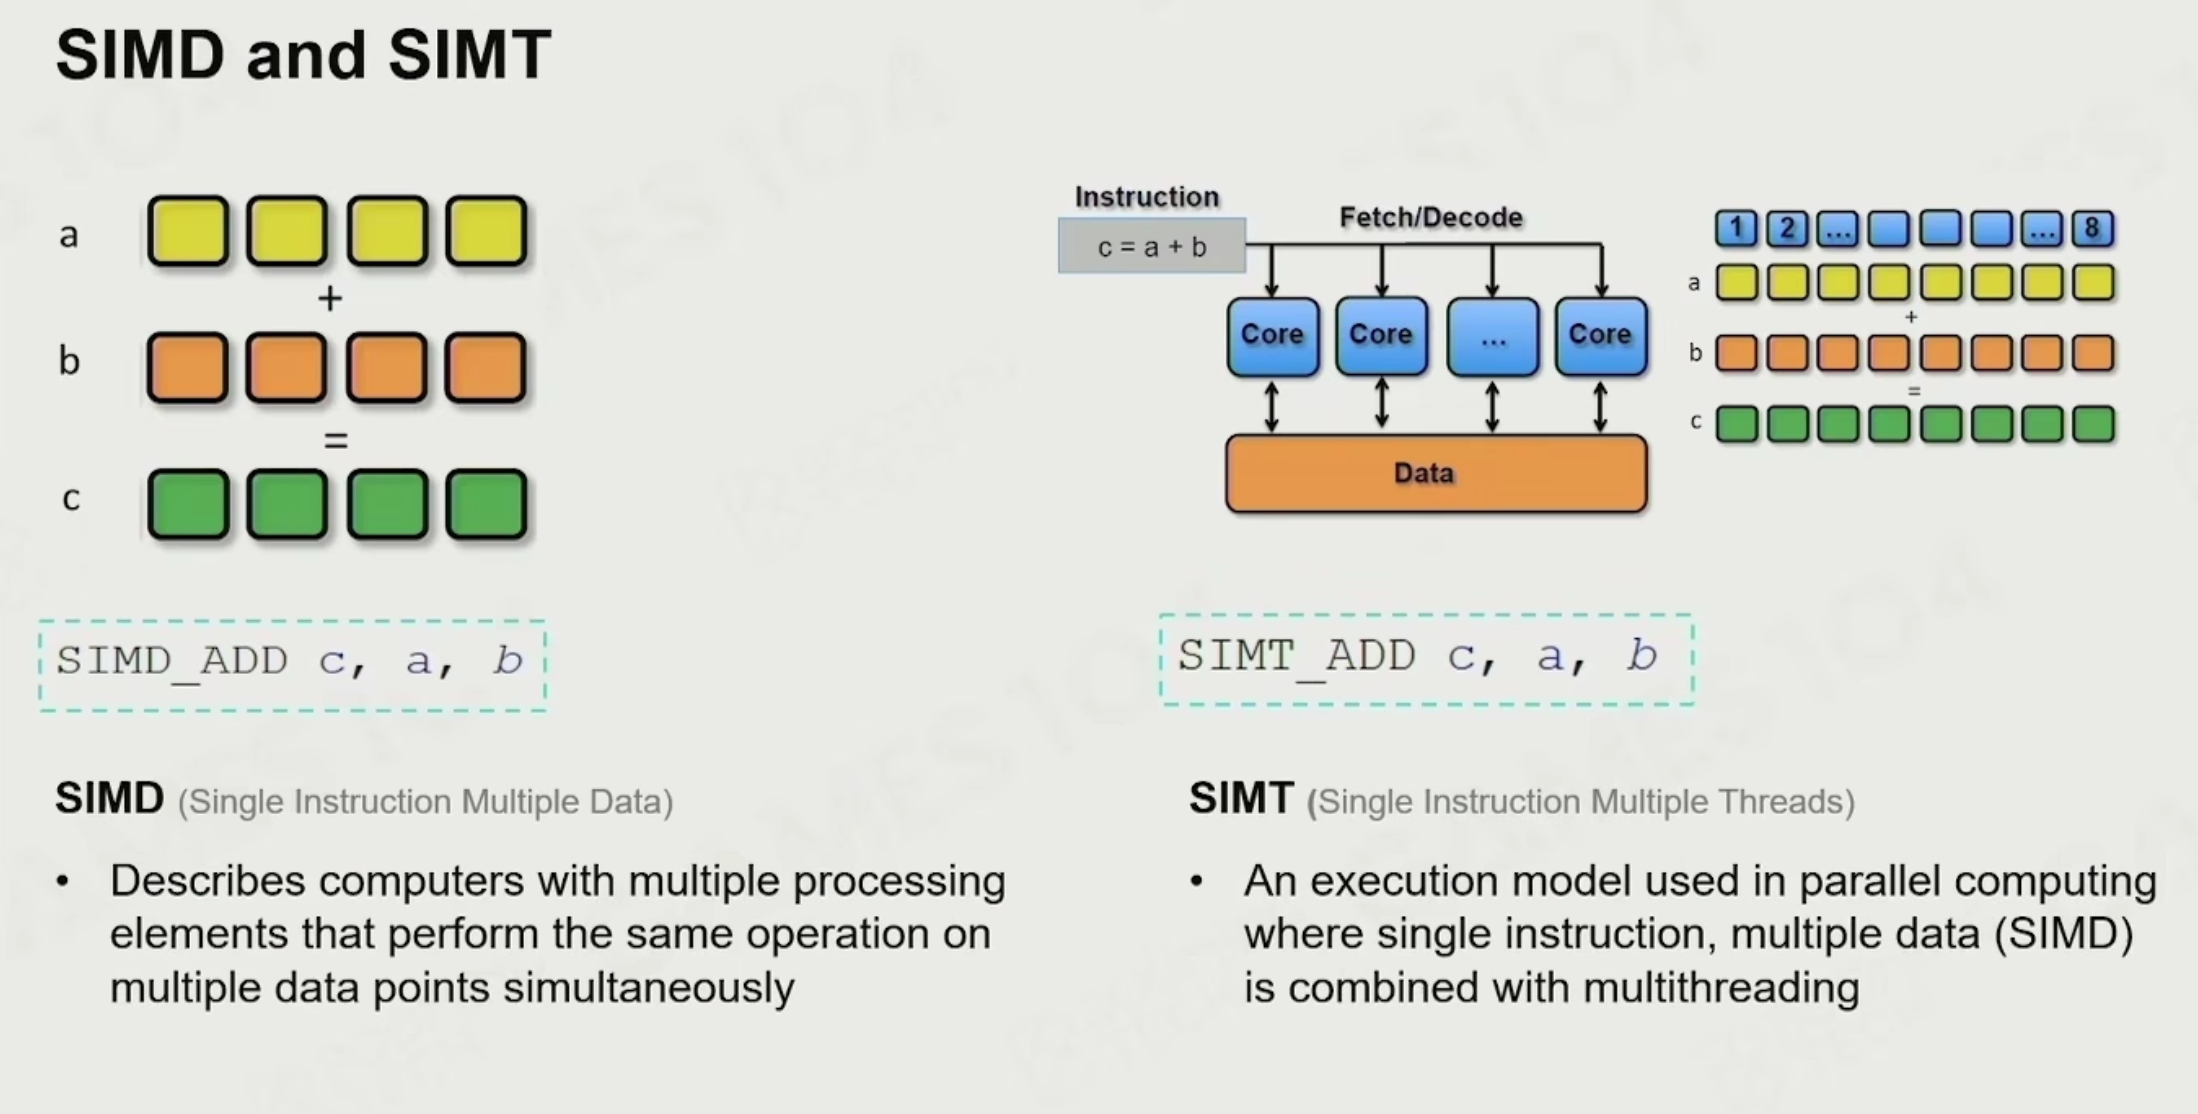 SIMD and SIMT
a
+
b
=
c
SIMD_ADD c, a, b
SIMD (Single Instruction Multiple Data)
• Describes computers with multiple processing
elements that perform the same operation on
multiple data points simultaneously
Instruction
c = a + b
Fetch/Decode
Core Core ... Core
Data
1 2 ... ... 8
a
+
b
=
c
SIMT_ADD c, a, b
SIMT (Single Instruction Multiple Threads)
• An execution model used in parallel computing
where single instruction, multiple data (SIMD)
is combined with multithreading
GAMES 104